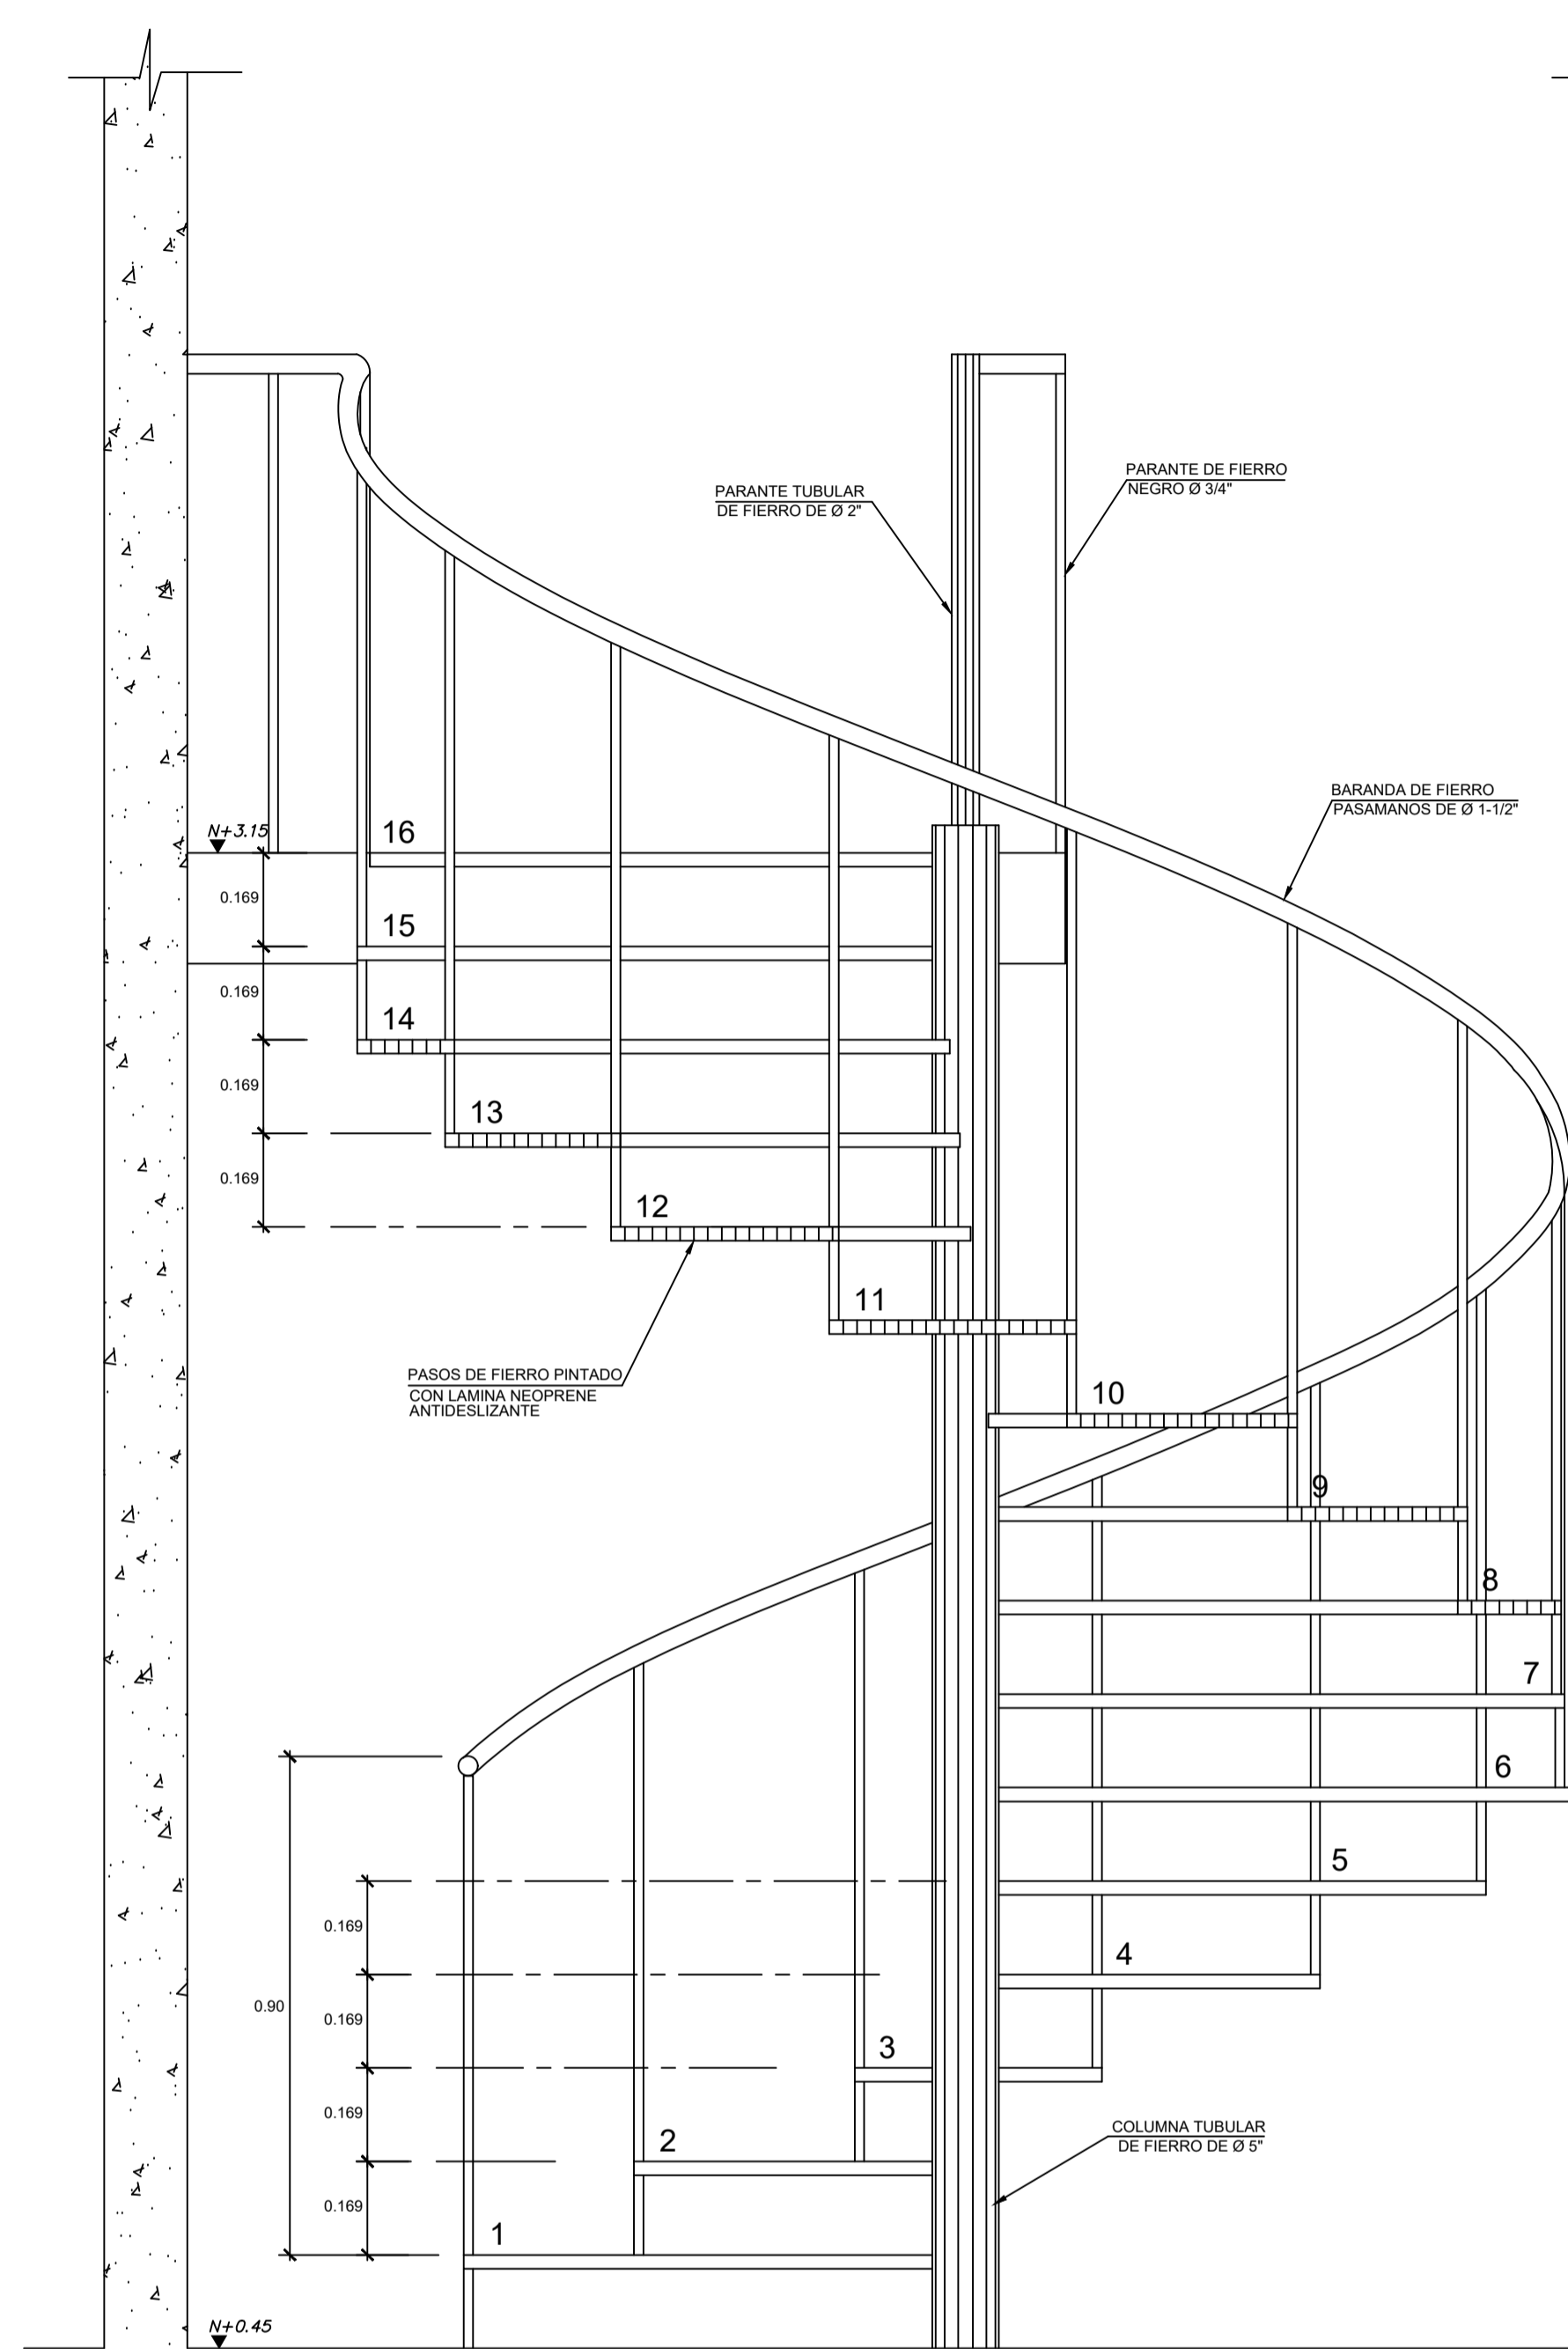 PARANTE DE FIERRO
NEGRO Ø 3/4"
PARANTE TUBULAR
DE FIERRO DE Ø 2"
BARANDA DE FIERRO
PASAMANOS DE Ø 1-1/2"
N+3.15
16
0.169
15
0.169
14
0.169
13
0.169
12
11
PASOS DE FIERRO PINTADO
CON LAMINA NEOPRENE
ANTIDESLIZANTE
10
9
8
7
6
5
0.169
4
0.90
0.169
3
0.169
2
COLUMNA TUBULAR
DE FIERRO DE Ø 5"
0.169
1
N+0.45